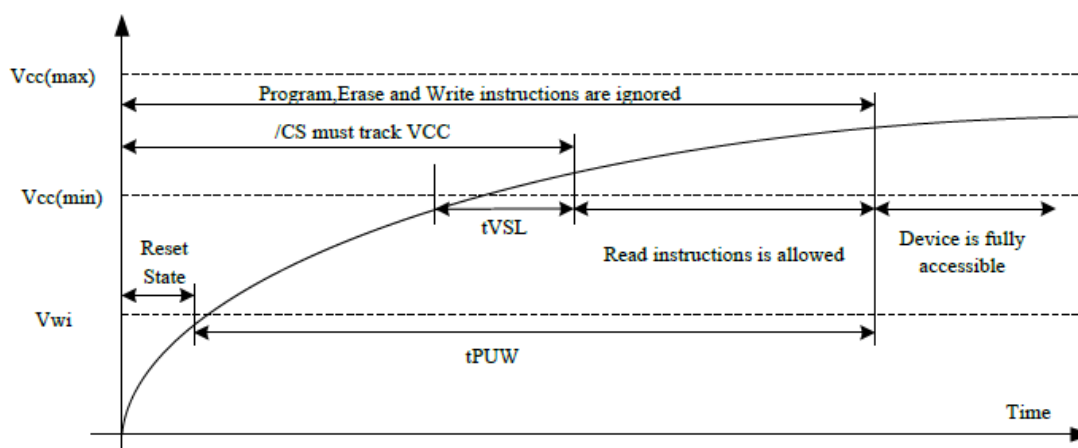 Vcc(max)
Program,Erase and Write instructions are ignored
/CS must track VCC
Vcc(min)
tVSL
Reset
State
Read instructions is allowed
Device is fully
accessible
Vwi
tPUW
Time